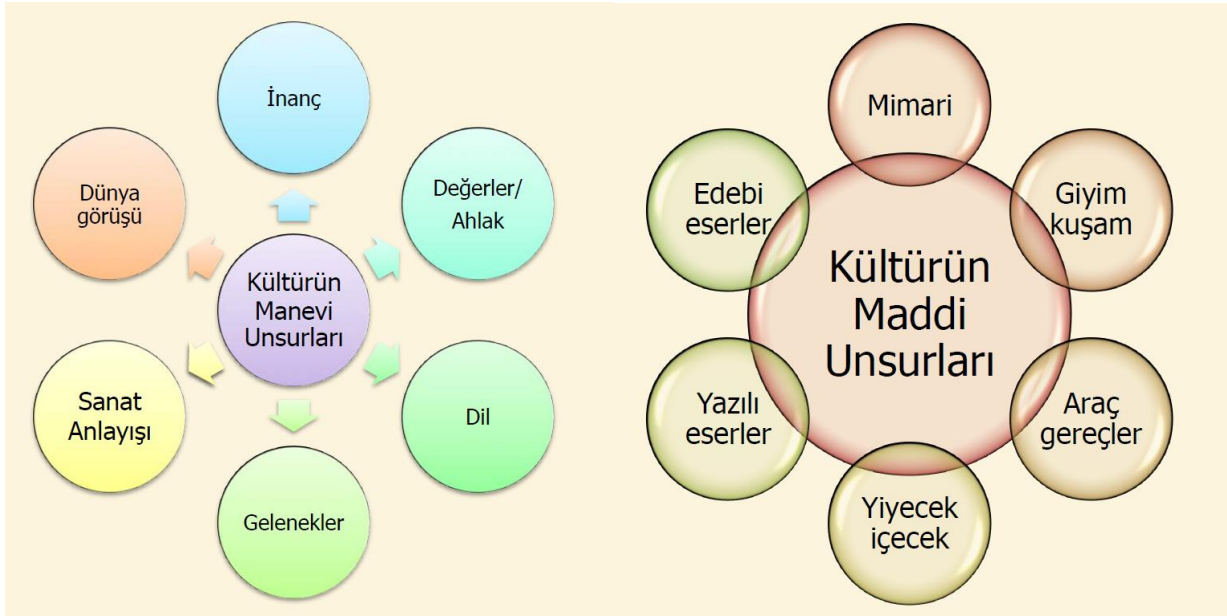 İnanç
Değerler/
Ahlak
Dil
Gelenekler
Sanat
Anlayışı
Dünya
görüşü
Kültürün
Manevi
Unsurları
Mimari
Giyim
kuşam
Araç
gereçler
Yiyecek
içecek
Yazılı
eserler
Edebi
eserler
Kültürün
Maddi
Unsurları